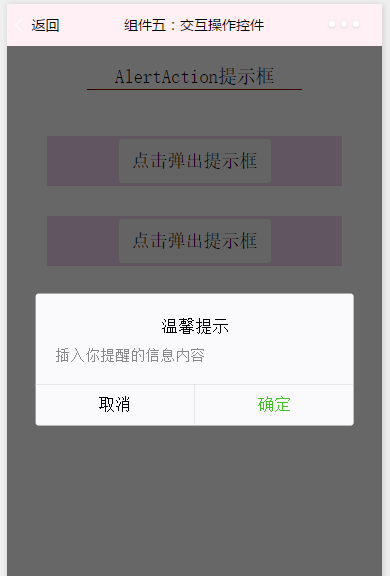 返回 组件五：交互操作控件
AlertAction提示框
点击弹出提示框
点击弹出提示框
温馨提示
插入你提醒的信息内容
取消 确定